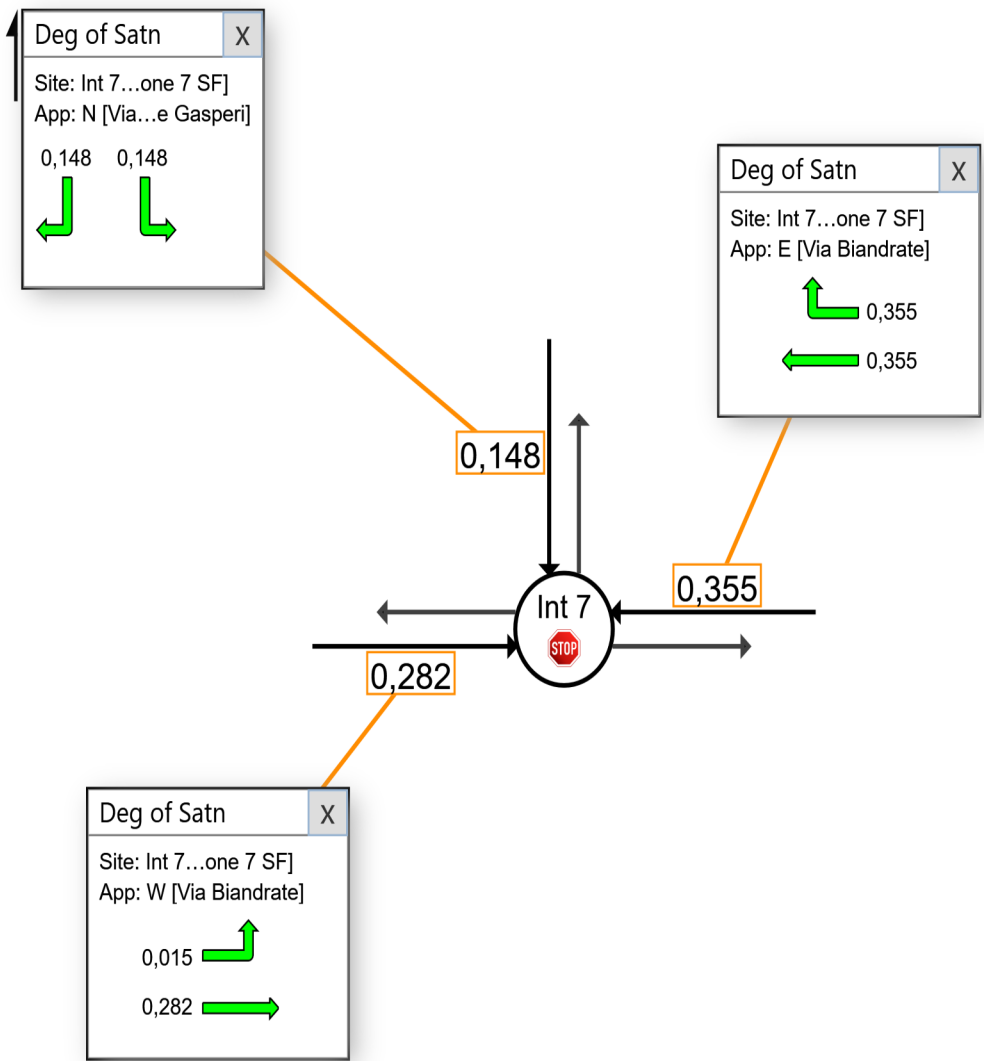 Deg of Satn X
Site: Int 7...one 7 SF]
App: N [Via...e Gasperi]
0,148 0,148
Deg of Satn X
Site: Int 7...one 7 SF]
App: E [Via Biandrate]
0,355
0,355
0,148
0,355
Int 7
STOP
0,282
Deg of Satn X
Site: Int 7...one 7 SF]
App: W [Via Biandrate]
0,015
0,282